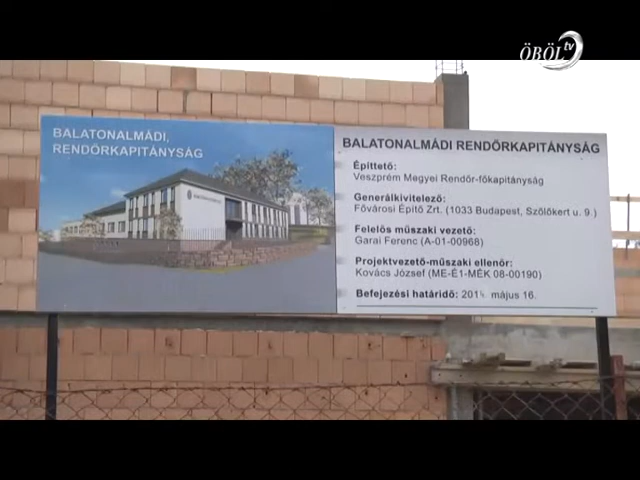 ÖBÖL tv
BALATONALMÁDI,
RENDŐRKAPITÁNYSÁG
BALATONALMÁDI RENDŐRKAPITÁNYSÁG
Építtető:
Veszprém Megyei Rendőr-főkapitányság
Generálkivitelező:
Fővárosi Építő Zrt. (1033 Budapest, Szőlőkert u. 9.)
Felelős műszaki vezető:
Garai Ferenc (A-01-00968)
Projektvezető-műszaki ellenőr:
Kovács József (ME-É1-MÉK 08-00190)
Befejezési határidő: május 16.